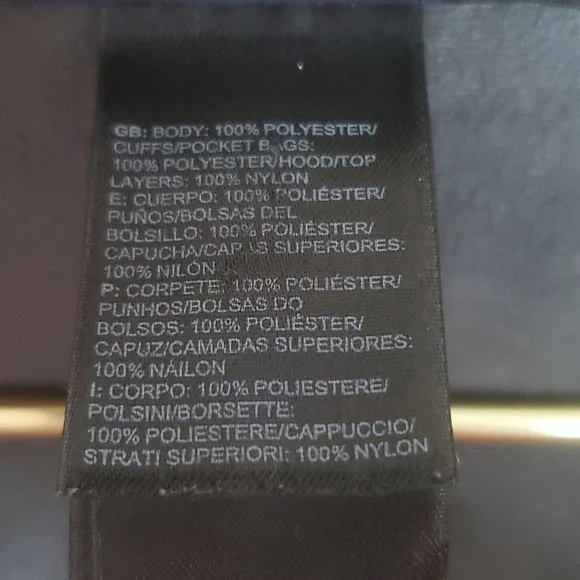 GB: BODY: 100% POLYESTER/
CUFFS/POCKET BAGS:
100% POLYESTER/HOOD/TOP
LAYERS: 100% NYLON
E: CUERPO: 100% POLIÉSTER/
PUÑOS/BOLSAS DEL
BOLSILLO: 100% POLIÉSTER/
CAPUCHA/CAPAS SUPERIORES:
100% NILÓN
P: CORPETE: 100% POLIÉSTER/
PUNHOS/BOLSAS DO
BOLSOS: 100% POLIÉSTER/
CAPUZ/CAMADAS SUPERIORES:
100% NÁILON
I: CORPO: 100% POLIESTERE/
POLSINI/BORSETTE:
100% POLIESTERE/CAPPUCCIO/
STRATI SUPERIORI: 100% NYLON